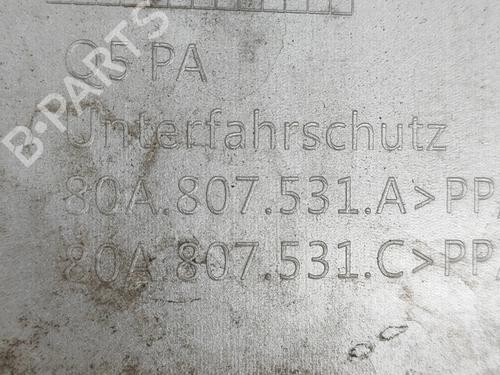 B-PARTS
Q5 PA
Unterfahrschutz
80A.807.531.A>PP
80A.807.531.C>PP